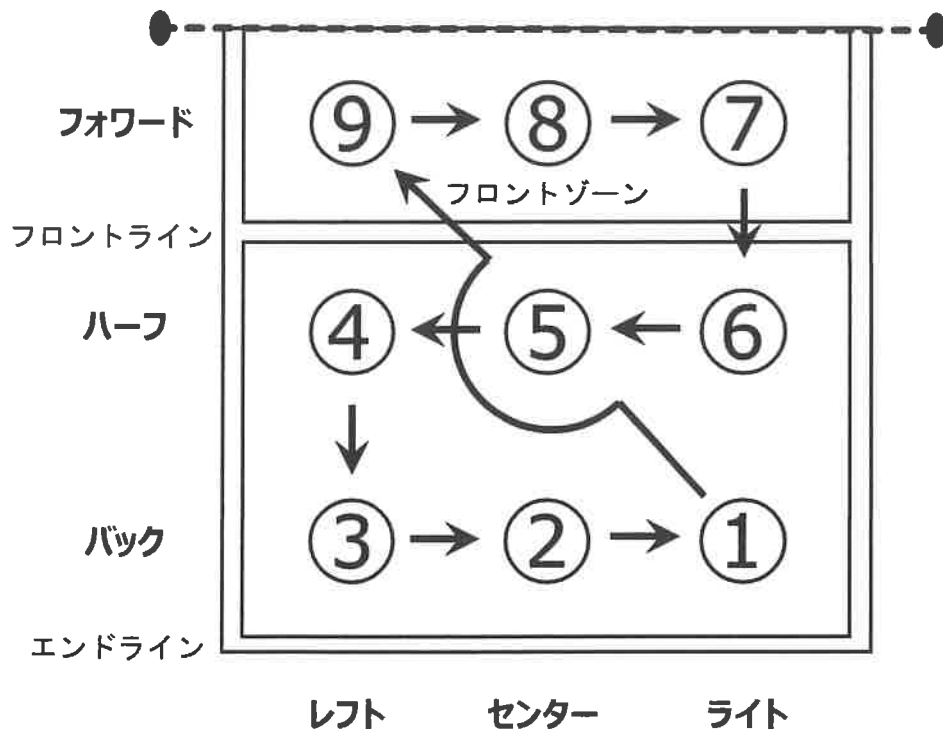 フォワード
⑨ ⑧ ⑦
フロントゾーン
フロントライン
ハーフ
④ ⑤ ⑥
バック
③ ② ①
エンドライン
レフト センター ライト